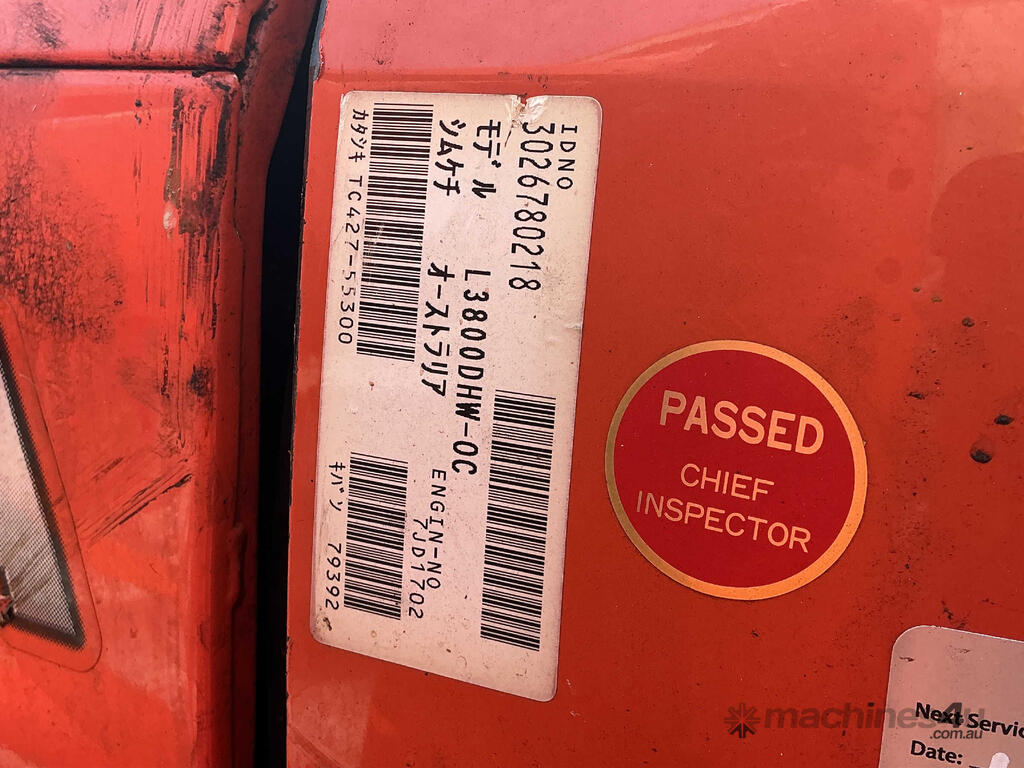 IDNO
3026780218
モデル L3800DHW-OC
シムケチ オーストラリア
ENGIN-NO
7JD1702
カタシキ TC427-55300
キバン 79392
PASSED
CHIEF
INSPECTOR
Next Servic
Date:
machines4u
.com.au